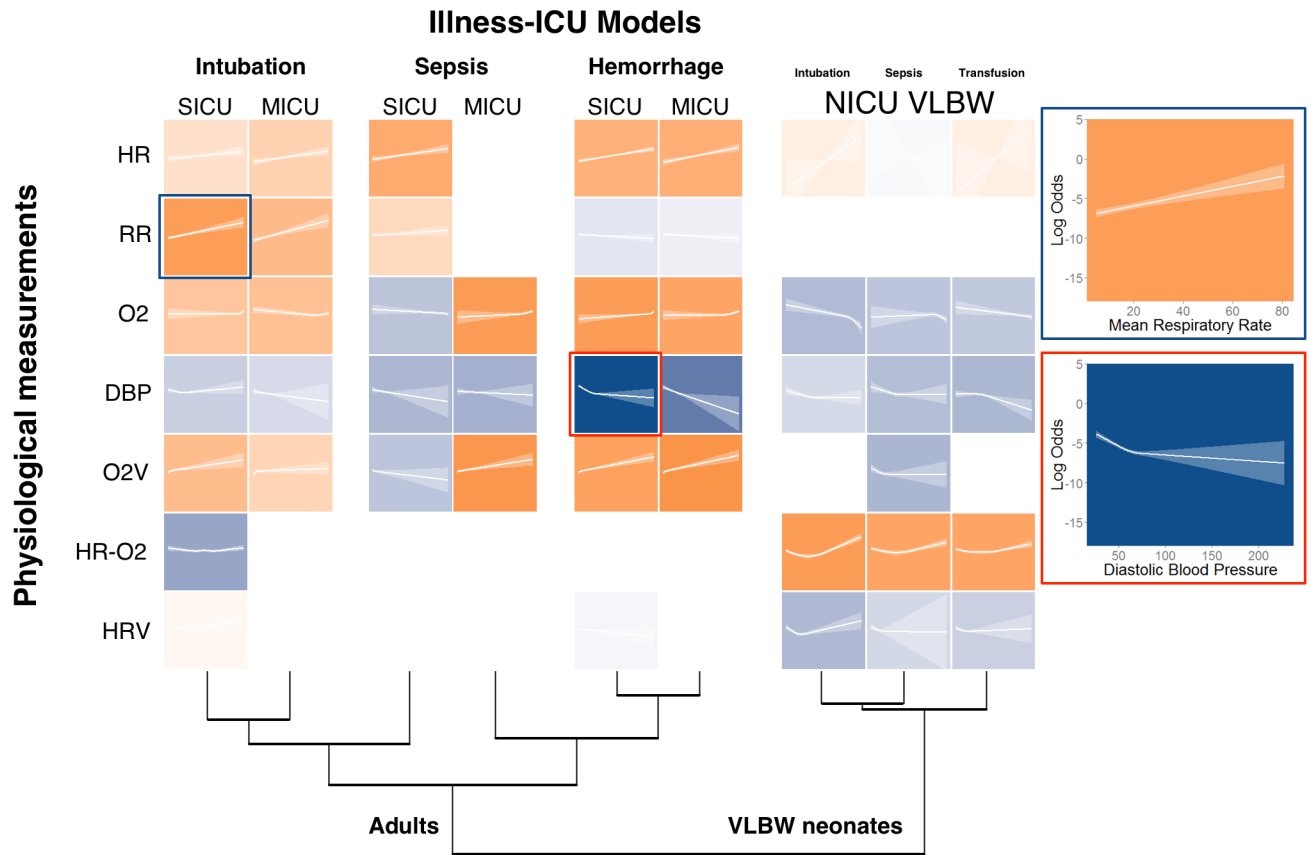 Illness-ICU Models
Intubation Sepsis Hemorrhage
Intubation Sepsis Transfusion
SICU MICU SICU MICU SICU MICU NICU VLBW
Physiological measurements
HR
RR
O2
DBP
O2V
HR-O2
HRV
5
0
-5
-10
-15
Log Odds
20 40 60 80
Mean Respiratory Rate
5
0
-5
-10
-15
Log Odds
50 100 150 200
Diastolic Blood Pressure
Adults VLBW neonates